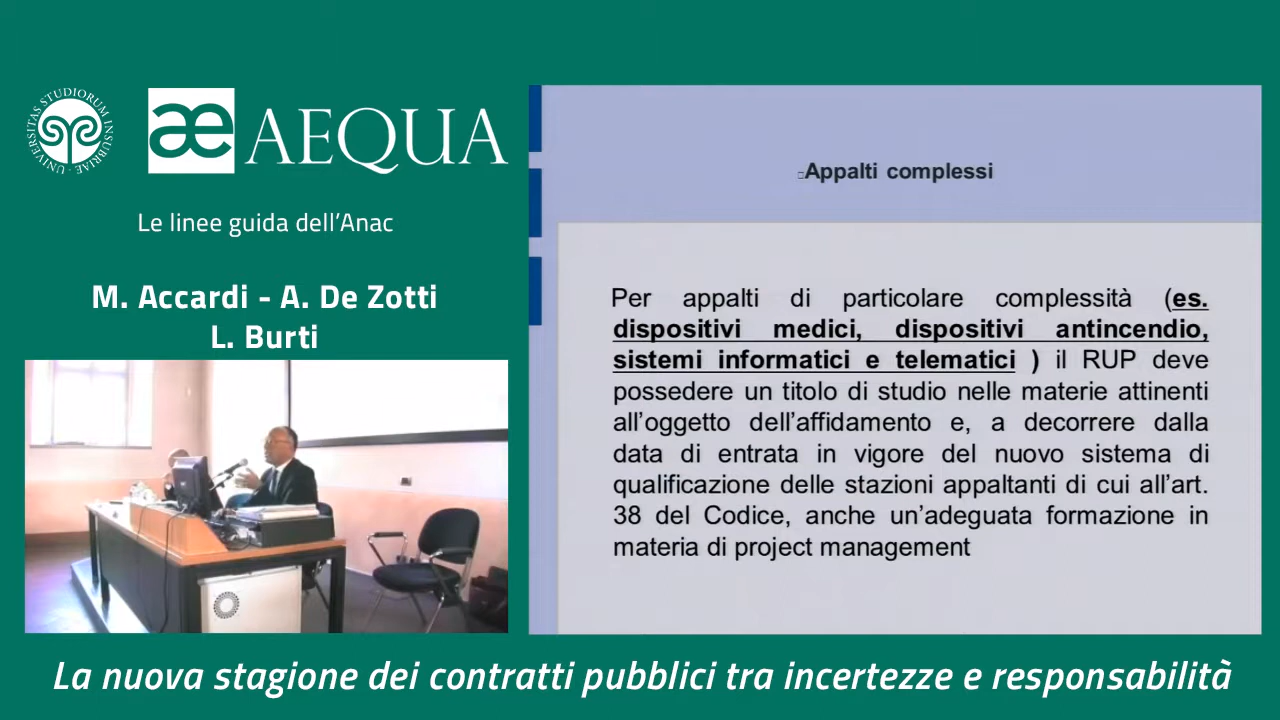 UNIVERSITAS STUDIORUM INSUBRIAE
æ AEQUA
Le linee guida dell'Anac
M. Accardi - A. De Zotti
L. Burti
Appalti complessi
Per appalti di particolare complessità (es.
dispositivi medici, dispositivi antincendio,
sistemi informatici e telematici ) il RUP deve
possedere un titolo di studio nelle materie attinenti
all'oggetto dell'affidamento e, a decorrere dalla
data di entrata in vigore del nuovo sistema di
qualificazione delle stazioni appaltanti di cui all'art.
38 del Codice, anche un'adeguata formazione in
materia di project management
La nuova stagione dei contratti pubblici tra incertezze e responsabilità